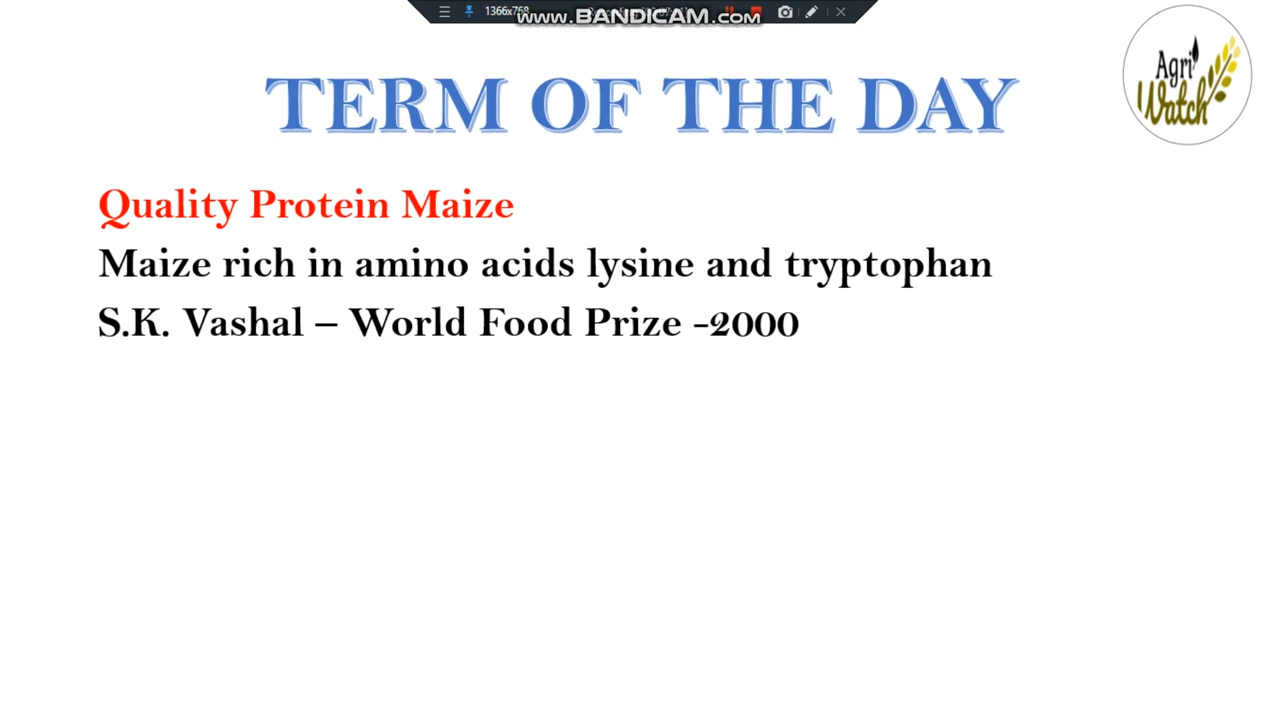 1366x768
www.BANDICAM.com
TERM OF THE DAY
Agri
Watch
Quality Protein Maize
Maize rich in amino acids lysine and tryptophan
S.K. Vashal – World Food Prize -2000